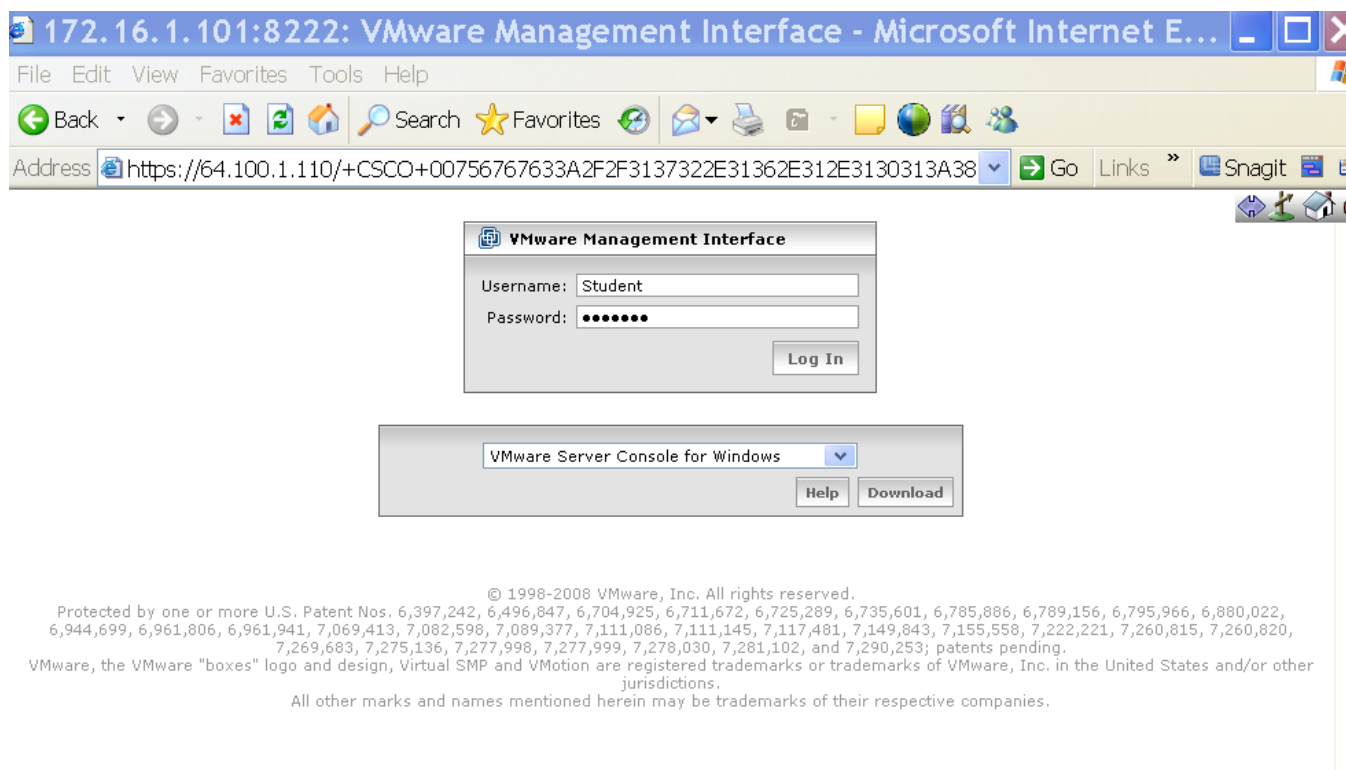 172.16.1.101:8222: VMware Management Interface - Microsoft Internet E...
File Edit View Favorites Tools Help
Back Search Favorites
Address https://64.100.1.110/+CSCO+00756767633A2F2F3137322E31362E312E3130313A38 Go Links » Snagit
VMware Management Interface
Username: Student
Password: •••••••
Log In
VMware Server Console for Windows
Help Download
© 1998-2008 VMware, Inc. All rights reserved.
Protected by one or more U.S. Patent Nos. 6,397,242, 6,496,847, 6,704,925, 6,711,672, 6,725,289, 6,735,601, 6,785,886, 6,789,156, 6,795,966, 6,880,022,
6,944,699, 6,961,806, 6,961,941, 7,069,413, 7,082,598, 7,089,377, 7,111,086, 7,111,145, 7,117,481, 7,149,843, 7,155,558, 7,222,221, 7,260,815, 7,260,820,
7,269,683, 7,275,136, 7,277,998, 7,277,999, 7,278,030, 7,281,102, and 7,290,253; patents pending.
VMware, the VMware "boxes" logo and design, Virtual SMP and VMotion are registered trademarks or trademarks of VMware, Inc. in the United States and/or other
jurisdictions.
All other marks and names mentioned herein may be trademarks of their respective companies.